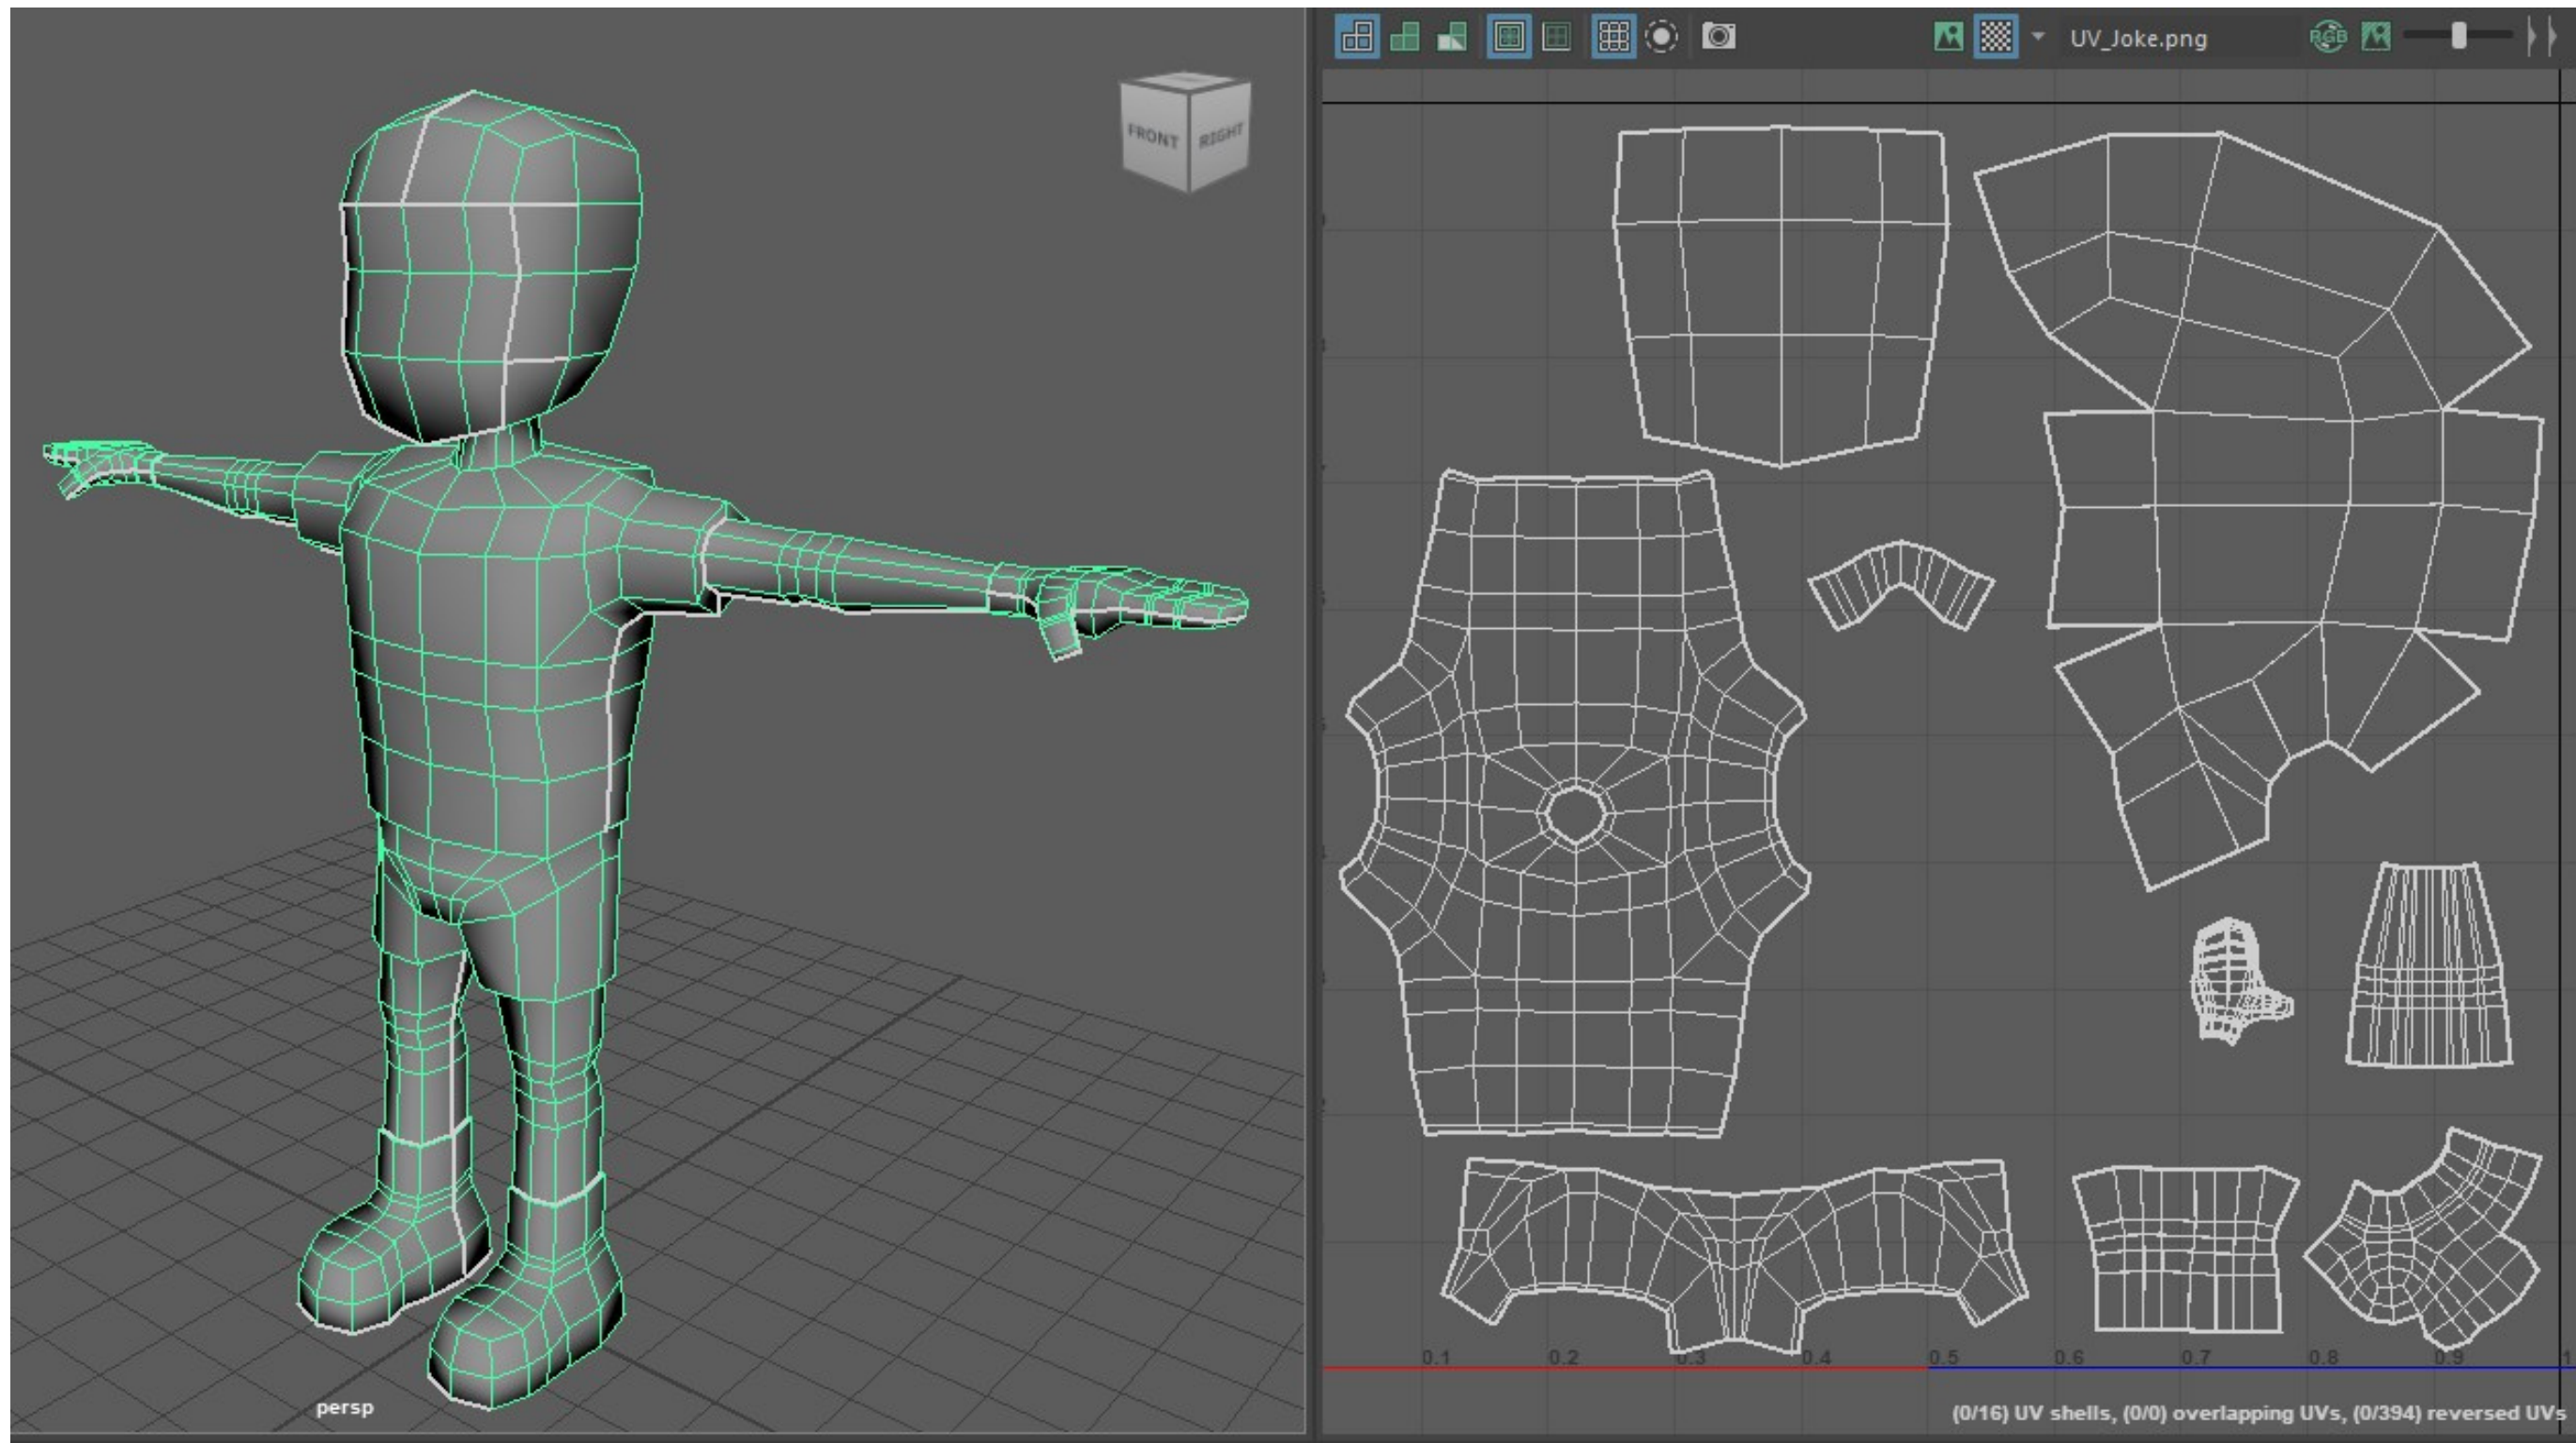 UV_Joke.png
RGB
FRONT RIGHT
0.1 0.2 0.3 0.4 0.5 0.6 0.7 0.8 0.9 1
persp
(0/16) UV shells, (0/0) overlapping UVs, (0/394) reversed UVs